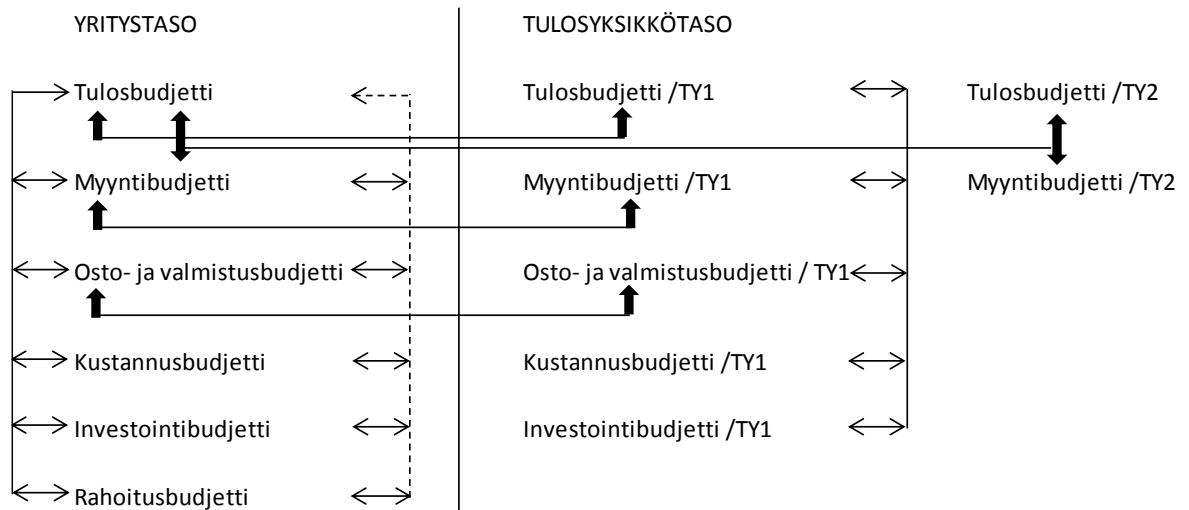 YRITYSTASO TULOSYKSIKKÖTASO
Tulosbudjetti Tulosbudjetti /TY1 Tulosbudjetti /TY2
Myyntibudjetti Myyntibudjetti /TY1 Myyntibudjetti /TY2
Osto- ja valmistusbudjetti Osto- ja valmistusbudjetti / TY1
Kustannusbudjetti Kustannusbudjetti /TY1
Investointibudjetti Investointibudjetti /TY1
Rahoitusbudjetti